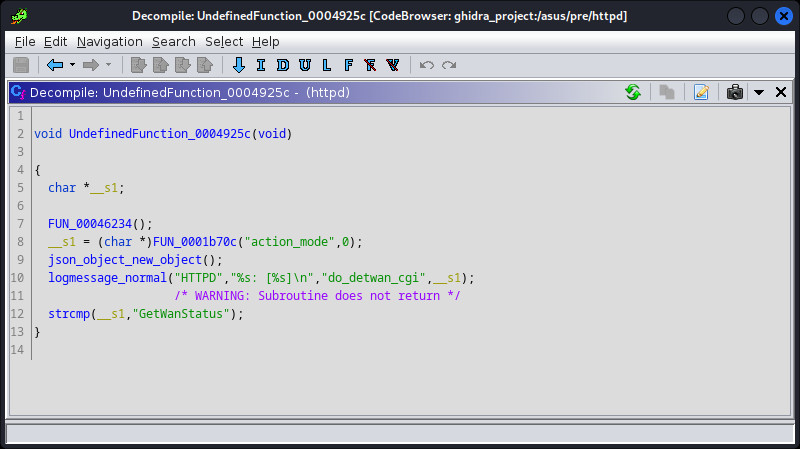 Decompile: UndefinedFunction_0004925c [CodeBrowser: ghidra_project:/asus/pre/httpd]
File Edit Navigation Search Select Help
I D U L F R V
Cf Decompile: UndefinedFunction_0004925c - (httpd)
1
2 void UndefinedFunction_0004925c(void)
3
4 {
5 char *__s1;
6
7 FUN_00046234();
8 __s1 = (char *)FUN_0001b70c("action_mode",0);
9 json_object_new_object();
10 logmessage_normal("HTTPD","%s: [%s]\n","do_detwan_cgi",__s1);
11 /* WARNING: Subroutine does not return */
12 strcmp(__s1,"GetWanStatus");
13 }
14